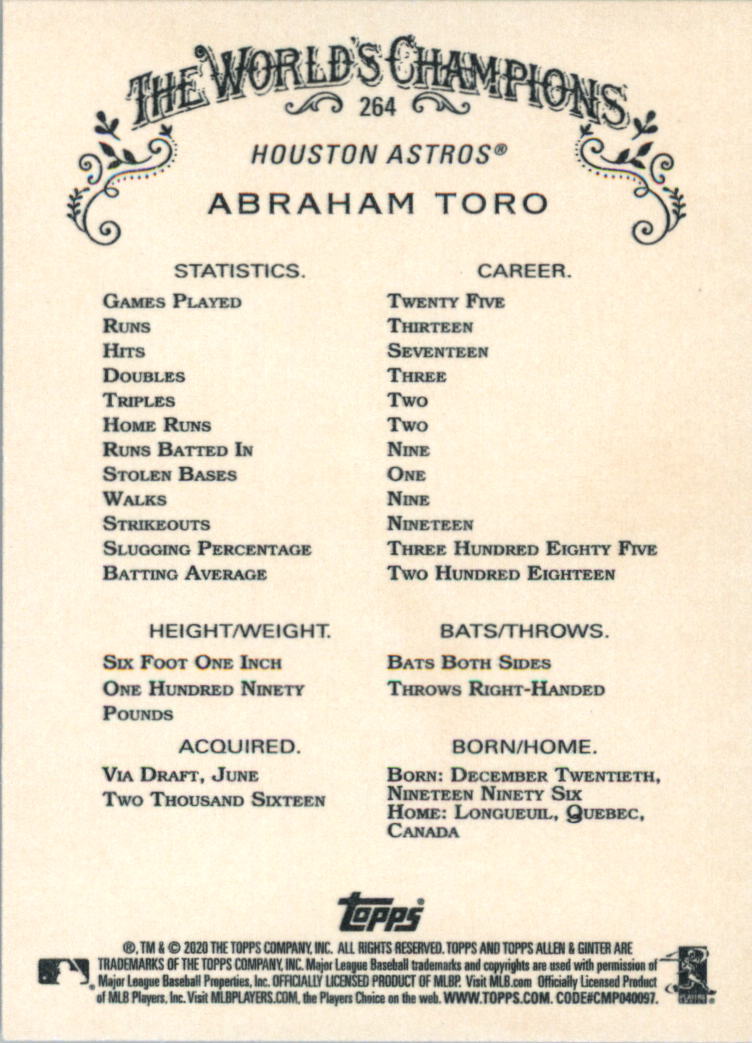 THE WORLD'S CHAMPIONS
264
HOUSTON ASTROS®
ABRAHAM TORO
STATISTICS. CAREER.
GAMES PLAYED TWENTY FIVE
RUNS THIRTEEN
HITS SEVENTEEN
DOUBLES THREE
TRIPLES TWO
HOME RUNS TWO
RUNS BATTED IN NINE
STOLEN BASES ONE
WALKS NINE
STRIKEOUTS NINETEEN
SLUGGING PERCENTAGE THREE HUNDRED EIGHTY FIVE
BATTING AVERAGE TWO HUNDRED EIGHTEEN
HEIGHT/WEIGHT.
SIX FOOT ONE INCH
ONE HUNDRED NINETY
POUNDS
BATS/THROWS.
BATS BOTH SIDES
THROWS RIGHT-HANDED
ACQUIRED.
VIA DRAFT, JUNE
TWO THOUSAND SIXTEEN
BORN/HOME.
BORN: DECEMBER TWENTIETH,
NINETEEN NINETY SIX
HOME: LONGUEUIL, QUEBEC,
CANADA
topps®
®, TM & © 2020 THE TOPPS COMPANY, INC. ALL RIGHTS RESERVED. TOPPS AND TOPPS ALLEN & GINTER ARE
TRADEMARKS OF THE TOPPS COMPANY, INC. Major League Baseball trademarks and copyrights are used with permission of
Major League Baseball Properties, Inc. OFFICIALLY LICENSED PRODUCT OF MLBP. Visit MLB.com Officially Licensed Product
of MLB Players, Inc. Visit MLBPLAYERS.COM, the Players Choice on the web. WWW.TOPPS.COM. CODE#CMP040097.